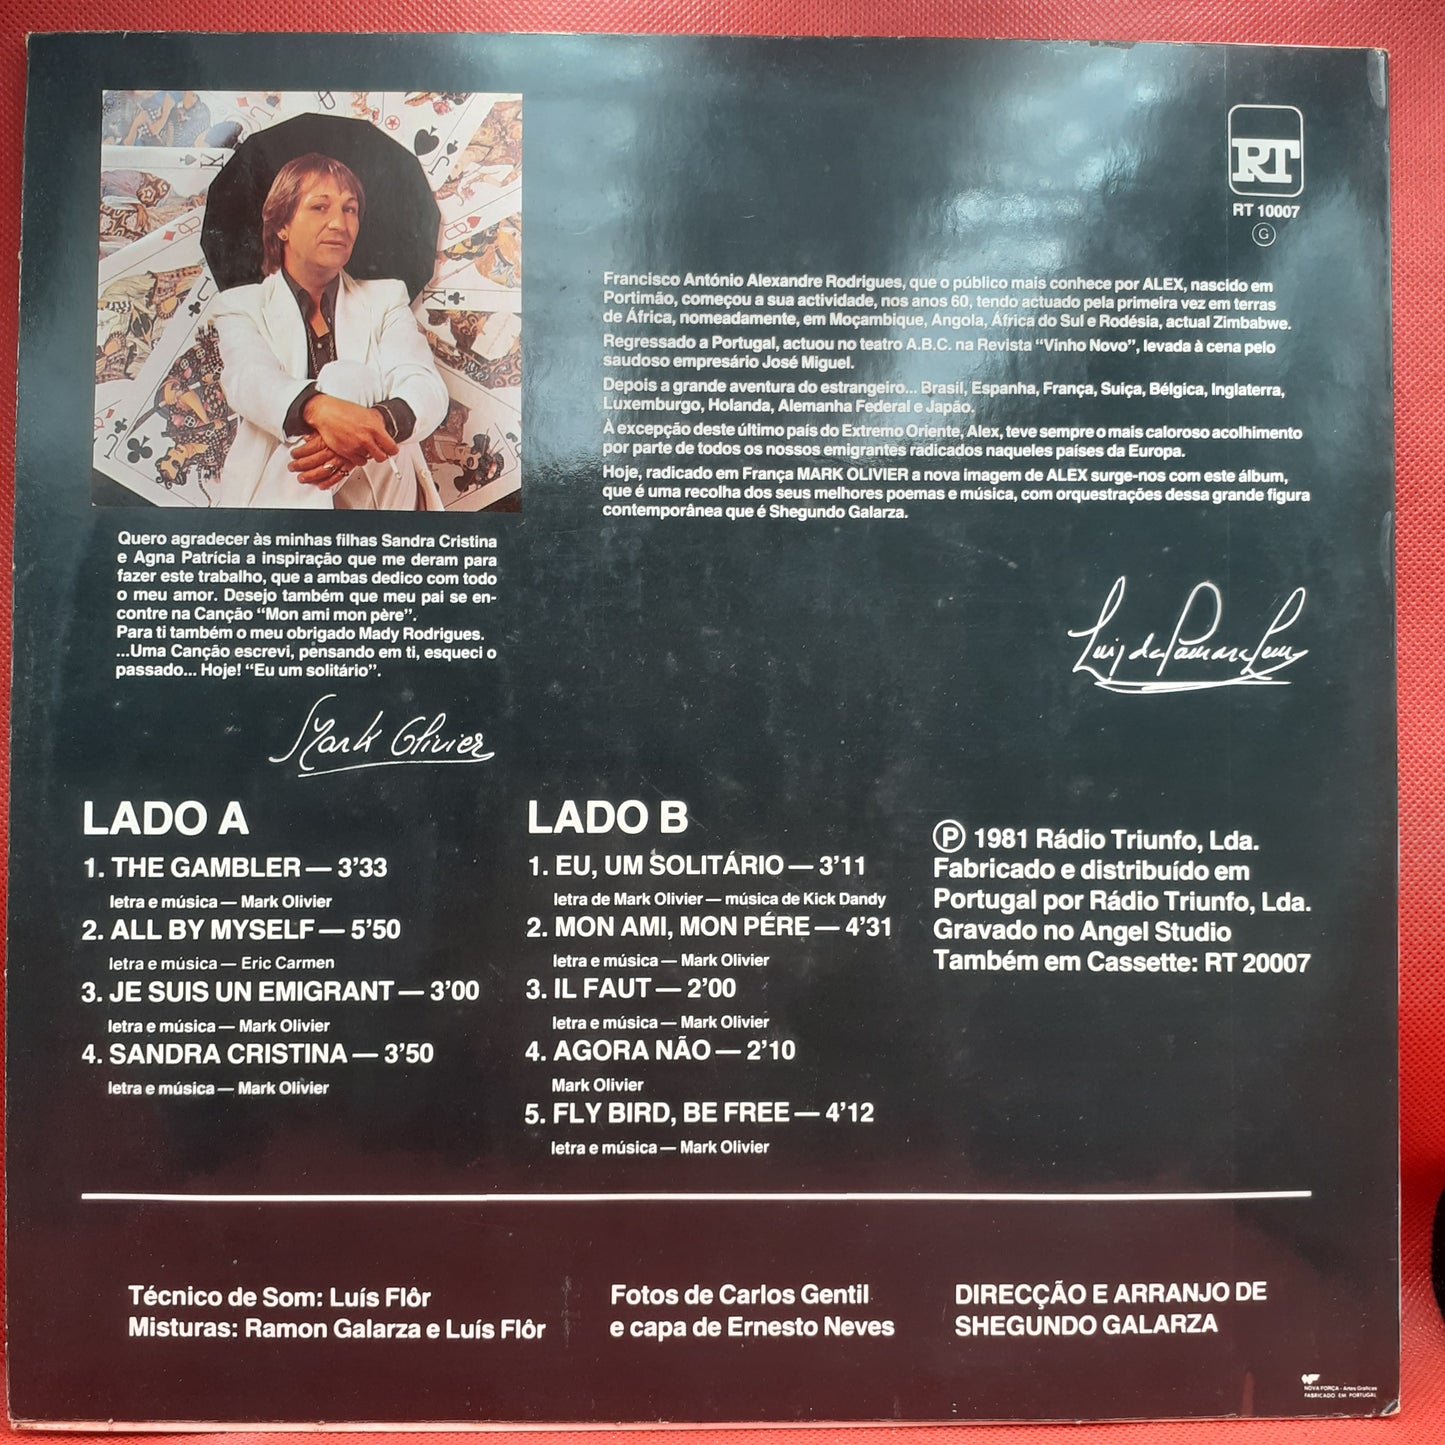 RT
RT 10007
G
Francisco António Alexandre Rodrigues, que o público mais conhece por ALEX, nascido em
Portimão, começou a sua actividade, nos anos 60, tendo actuado pela primeira vez em terras
de África, nomeadamente, em Moçambique, Angola, África do Sul e Rodésia, actual Zimbabwe.
Regressado a Portugal, actuou no teatro A.B.C. na Revista “Vinho Novo”, levada à cena pelo
saudoso empresário José Miguel.
Depois a grande aventura do estrangeiro... Brasil, Espanha, França, Suiça, Bélgica, Inglaterra,
Luxemburgo, Holanda, Alemanha Federal e Japão.
À excepção deste último país do Extremo Oriente, Alex, teve sempre o mais caloroso acolhimento
por parte de todos os nossos emigrantes radicados naqueles países da Europa.
Hoje, radicado em França MARK OLIVIER a nova imagem de ALEX surge-nos com este álbum,
que é uma recolha dos seus melhores poemas e música, com orquestrações dessa grande figura
contemporânea que é Shegundo Galarza.
Quero agradecer às minhas filhas Sandra Cristina
e Agna Patrícia a inspiração que me deram para
fazer este trabalho, que a ambas dedico com todo
o meu amor. Desejo também que meu pai se en-
contre na Canção “Mon ami mon père”.
Para ti também o meu obrigado Mady Rodrigues.
...Uma Canção escrevi, pensando em ti, esqueci o
passado... Hoje! “Eu um solitário”.
Mark Olivier
LADO A
1. THE GAMBLER — 3’33
letra e música — Mark Olivier
2. ALL BY MYSELF — 5’50
letra e música — Eric Carmen
3. JE SUIS UN EMIGRANT — 3’00
letra e música — Mark Olivier
4. SANDRA CRISTINA — 3’50
letra e música — Mark Olivier
LADO B
1. EU, UM SOLITÁRIO — 3’11
letra de Mark Olivier — música de Kick Dandy
2. MON AMI, MON PÉRE — 4’31
letra e música — Mark Olivier
3. IL FAUT — 2’00
letra e música — Mark Olivier
4. AGORA NÃO — 2’10
Mark Olivier
5. FLY BIRD, BE FREE — 4’12
letra e música — Mark Olivier
Ⓟ 1981 Rádio Triunfo, Lda.
Fabricado e distribuído em
Portugal por Rádio Triunfo, Lda.
Gravado no Angel Studio
Também em Cassette: RT 20007
Técnico de Som: Luís Flôr
Misturas: Ramon Galarza e Luís Flôr
Fotos de Carlos Gentil
e capa de Ernesto Neves
DIRECÇÃO E ARRANJO DE
SHEGUNDO GALARZA
NOVA FORÇA - Artes Gráficas
FABRICADO EM PORTUGAL